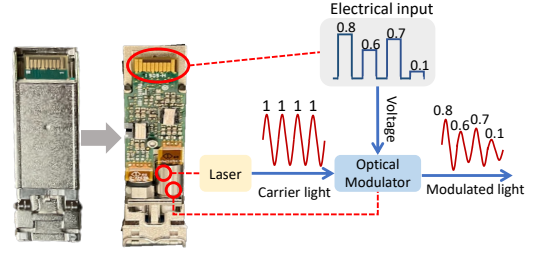 Electrical input
0.8
0.6
0.7
0.1
Voltage
1 1 1 1
Laser
Carrier light
Optical
Modulator
0.8
0.6
0.7
0.1
Modulated light